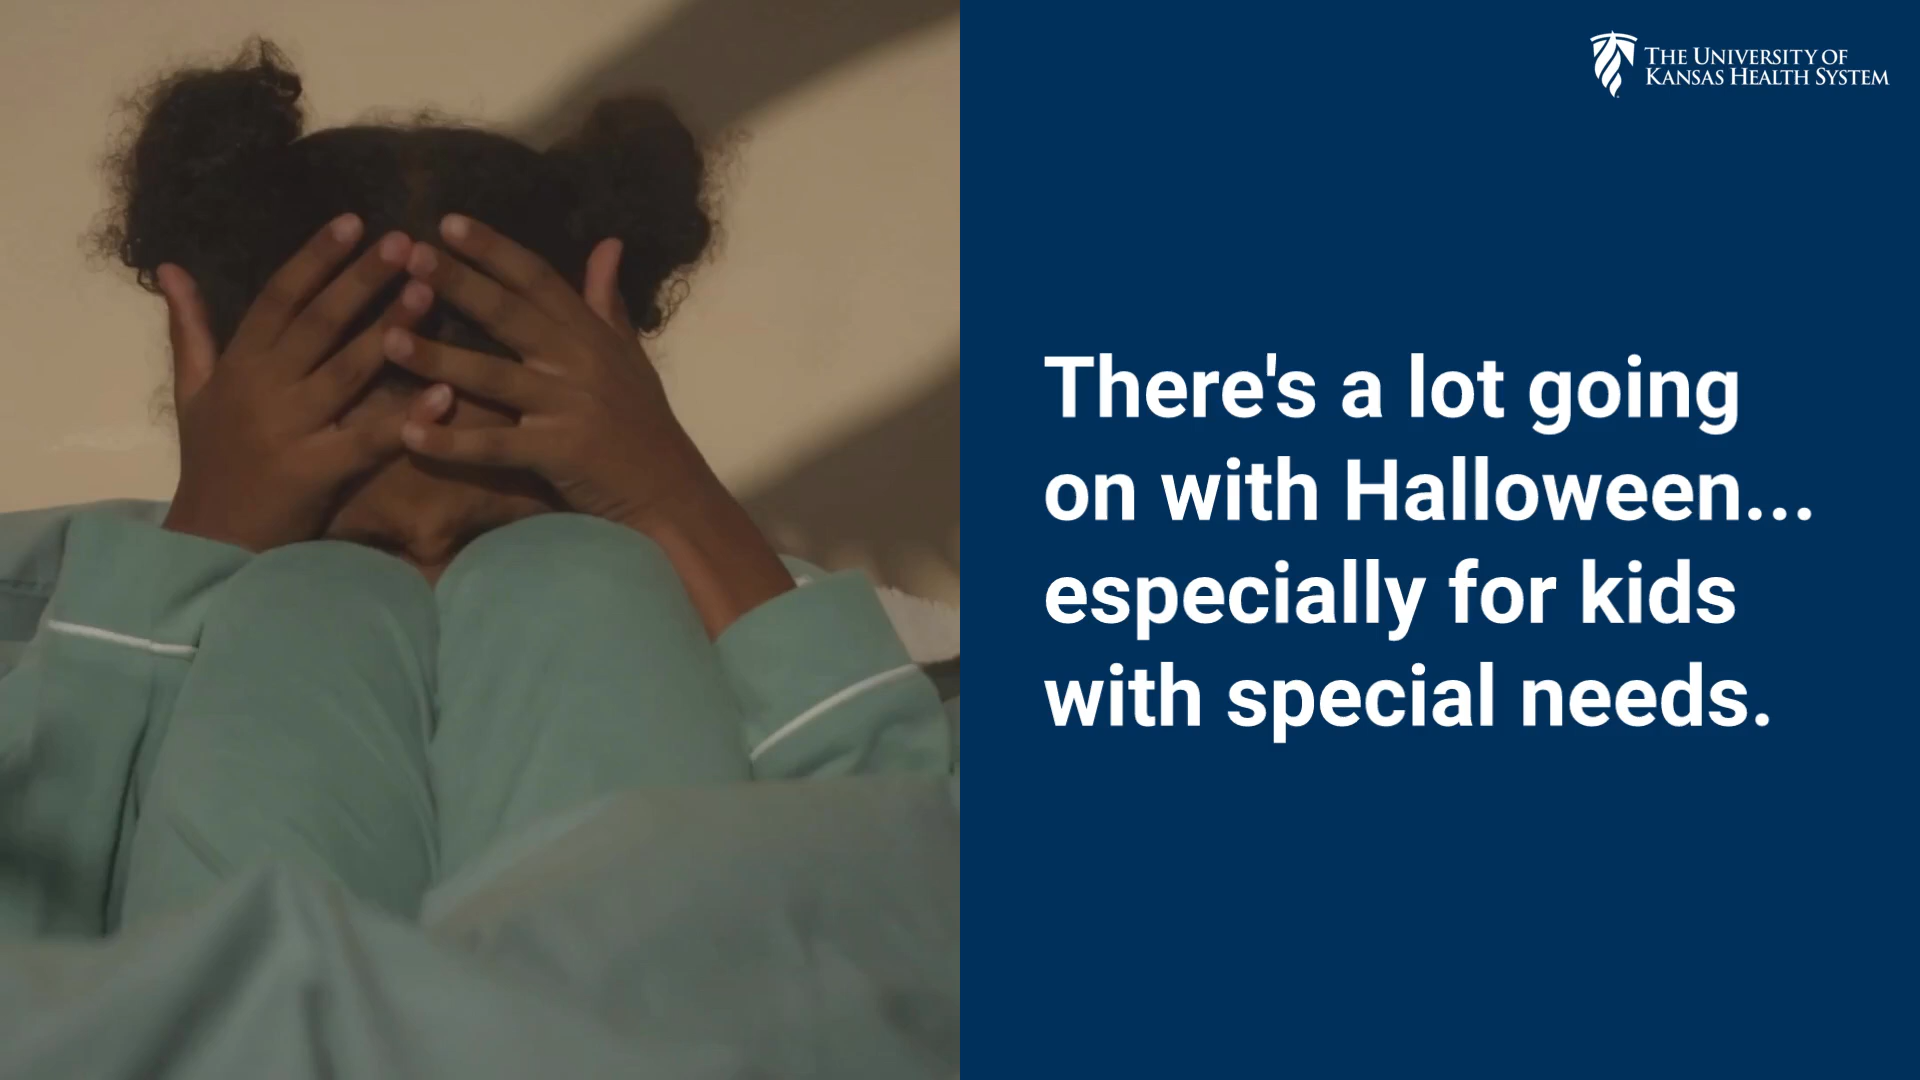 THE UNIVERSITY OF
KANSAS HEALTH SYSTEM
There's a lot going
on with Halloween...
especially for kids
with special needs.